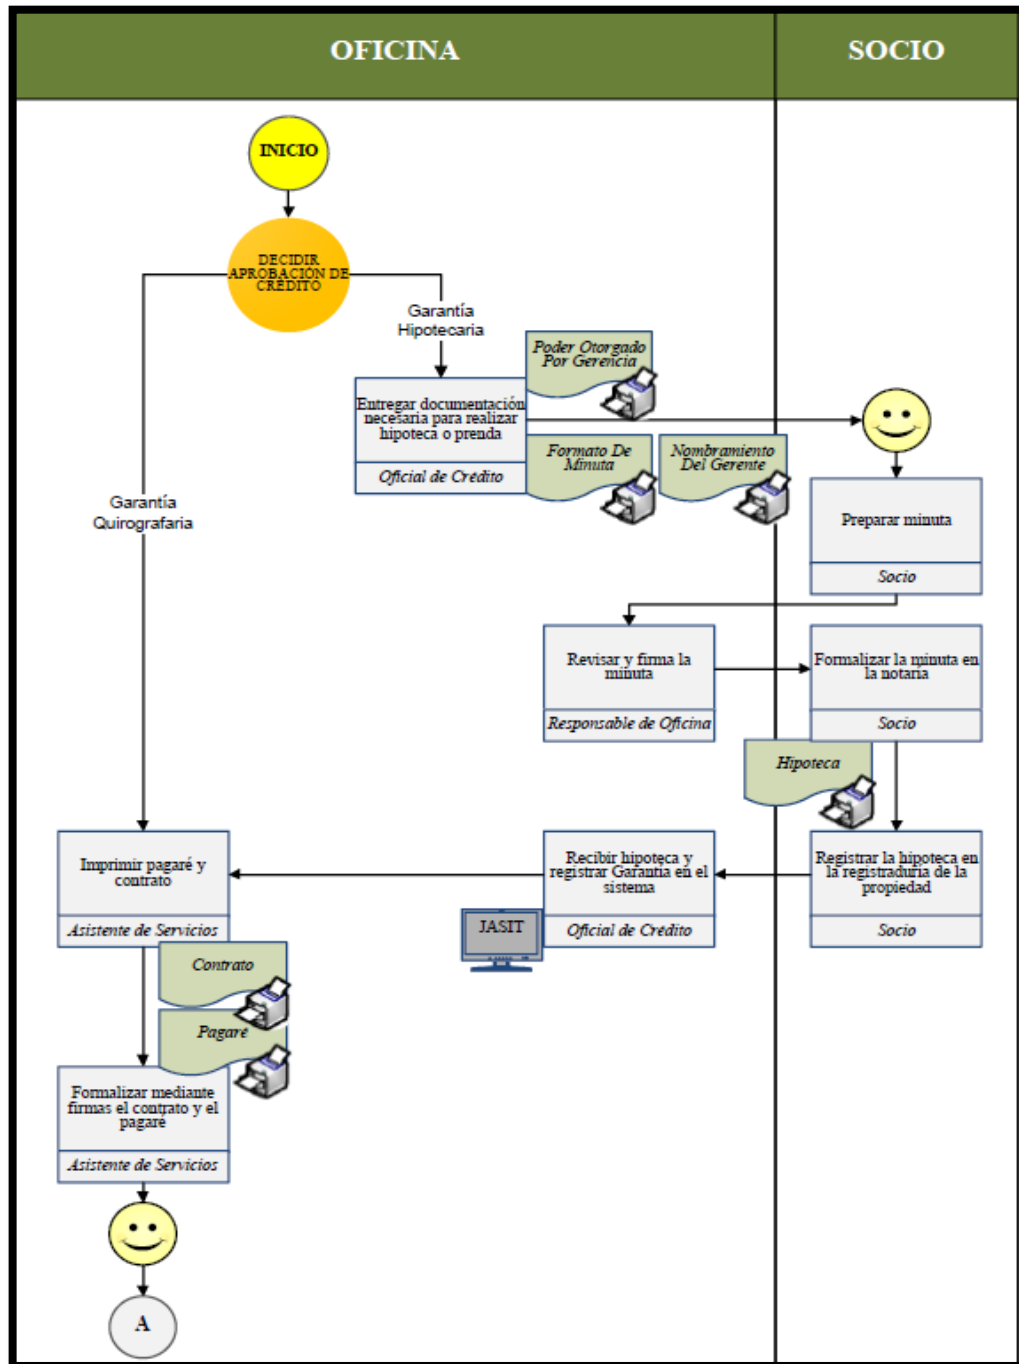 OFICINA
SOCIO
INICIO
DECIDIR
APROBACIÓN DE
CRÉDITO
Garantía
Hipotecaria
Poder Otorgado
Por Gerencia
Entregar documentación
necesaria para realizar
hipoteca o prenda
Oficial de Crédito
Formato De
Minuta
Nombramiento
Del Gerente
Garantía
Quirografaria
Preparar minuta
Socio
Revisar y firma la
minuta
Responsable de Oficina
Formalizar la minuta en
la notaría
Socio
Hipoteca
Imprimir pagaré y
contrato
Asistente de Servicios
Recibir hipoteca y
registrar Garantía en el
sistema
Oficial de Crédito
JASIT
Registrar la hipoteca en
la registraduría de la
propiedad
Socio
Contrato
Pagaré
Formalizar mediante
firmas el contrato y el
pagaré
Asistente de Servicios
A